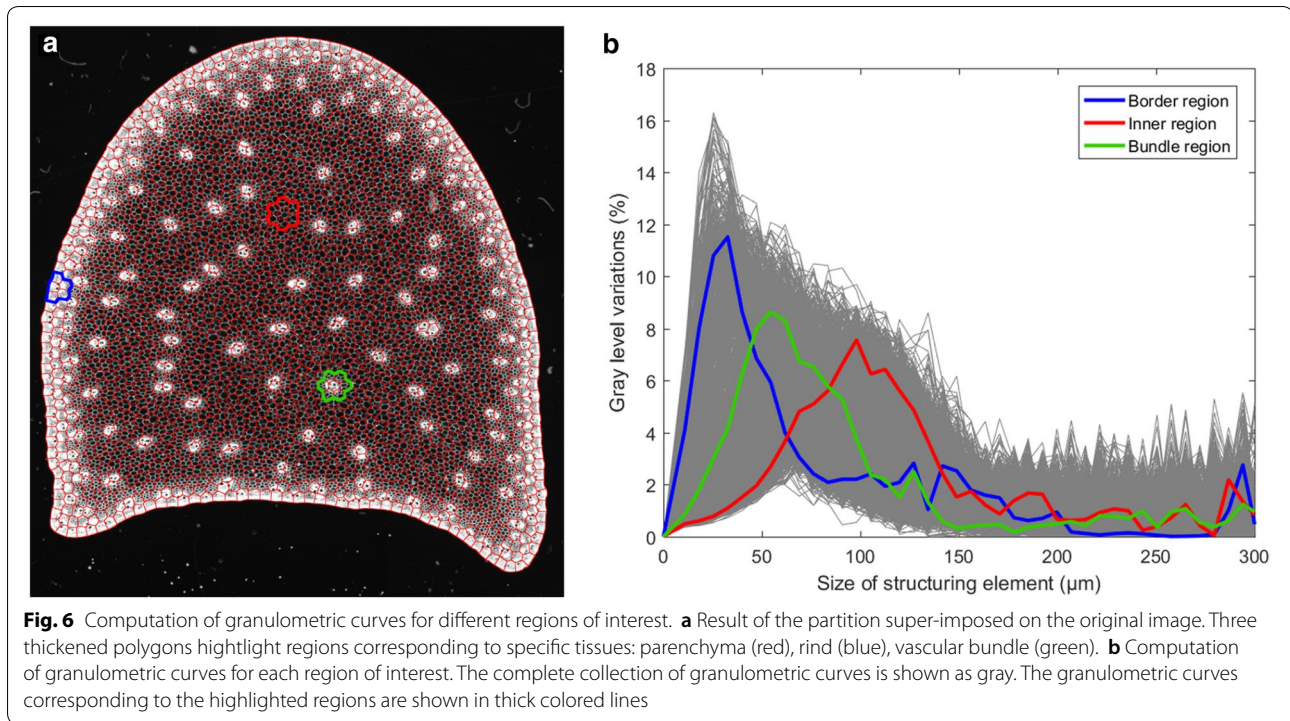 a
b
18
16
14
12
10
8
6
4
2
0
Gray level variations (%)
Border region
Inner region
Bundle region
0 50 100 150 200 250 300
Size of structuring element (µm)
Fig. 6 Computation of granulometric curves for different regions of interest. a Result of the partition super-imposed on the original image. Three
thickened polygons hightlight regions corresponding to specific tissues: parenchyma (red), rind (blue), vascular bundle (green). b Computation
of granulometric curves for each region of interest. The complete collection of granulometric curves is shown as gray. The granulometric curves
corresponding to the highlighted regions are shown in thick colored lines